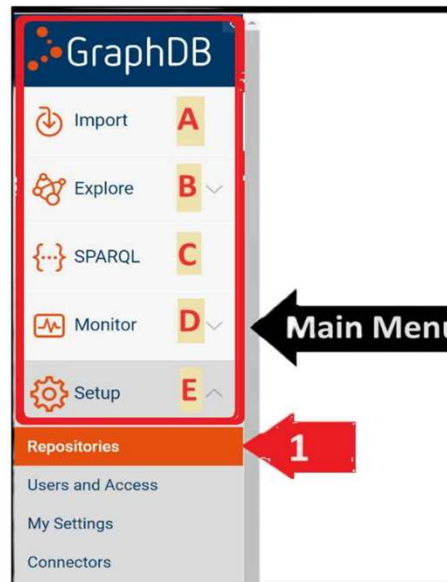 GraphDB
Import A
Explore B
{···} SPARQL C
Monitor D
Main Menu
Setup E
Repositories
1
Users and Access
My Settings
Connectors